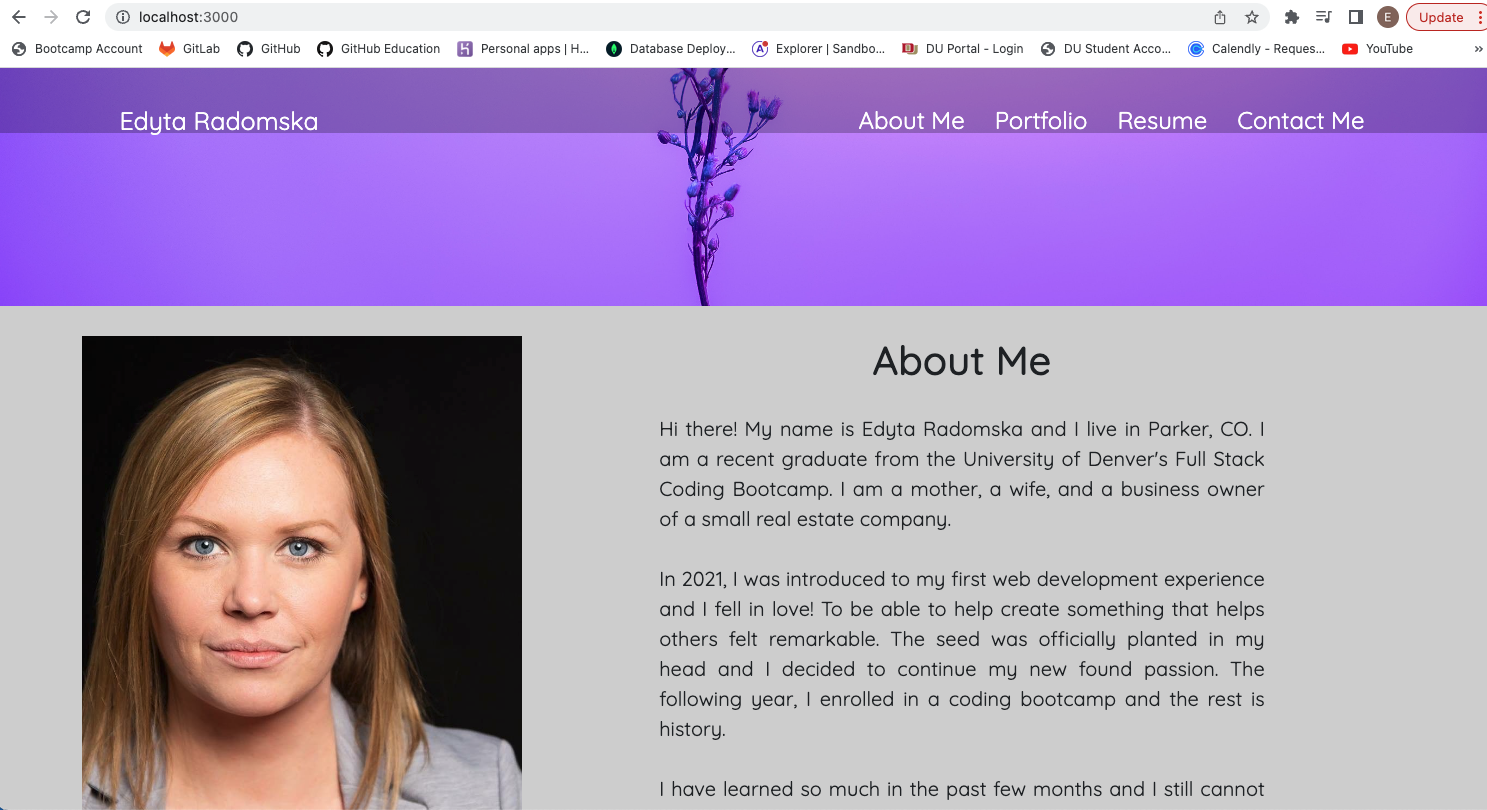 localhost:3000
E
Update
Bootcamp Account GitLab GitHub GitHub Education Personal apps | H... Database Deploy... Explorer | Sandbo... DU Portal - Login DU Student Acco... Calendly - Reques... YouTube »
Edyta Radomska About Me Portfolio Resume Contact Me
About Me
Hi there! My name is Edyta Radomska and I live in Parker, CO. I
am a recent graduate from the University of Denver's Full Stack
Coding Bootcamp. I am a mother, a wife, and a business owner
of a small real estate company.
In 2021, I was introduced to my first web development experience
and I fell in love! To be able to help create something that helps
others felt remarkable. The seed was officially planted in my
head and I decided to continue my new found passion. The
following year, I enrolled in a coding bootcamp and the rest is
history.
I have learned so much in the past few months and I still cannot